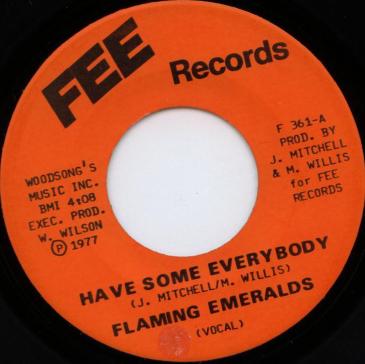 FEE Records
WOODSONG'S
MUSIC INC.
BMI 4:08
EXEC. PROD.
W. WILSON
Ⓟ 1977
F 361-A
PROD. BY
J. MITCHELL
& M. WILLIS
for FEE
RECORDS
HAVE SOME EVERYBODY
(J. MITCHELL/M. WILLIS)
FLAMING EMERALDS
(VOCAL)